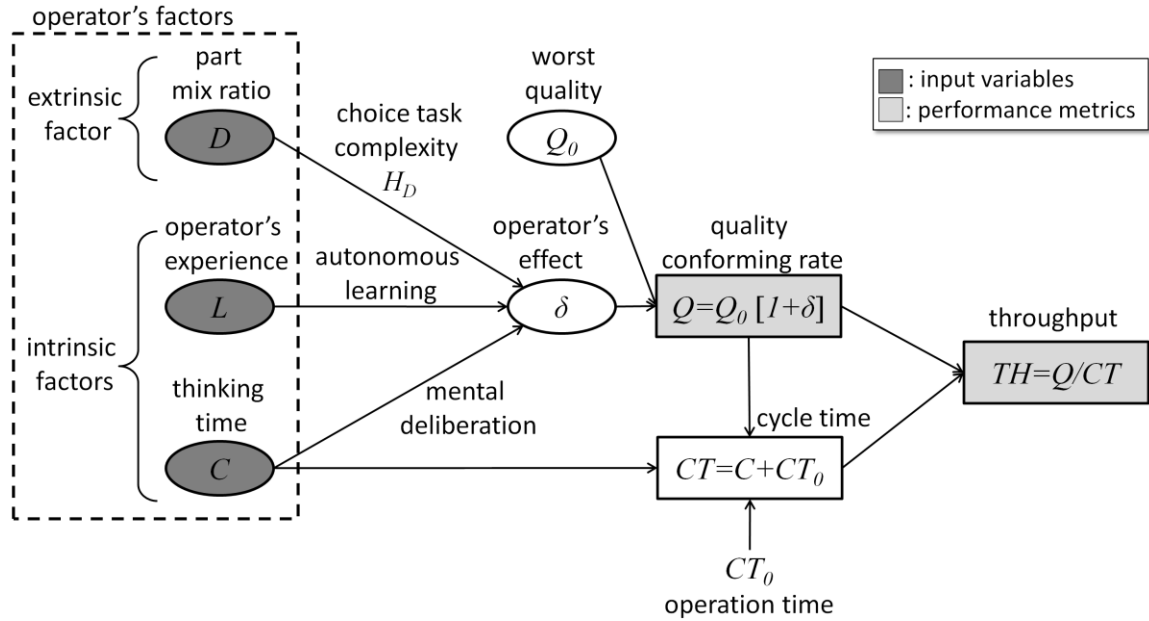 operator's factors
part
mix ratio
extrinsic
factor
D
choice task
complexity
H_D
worst
quality
Q_0
: input variables
: performance metrics
operator's
experience
L
autonomous
learning
operator's
effect
δ
quality
conforming rate
Q=Q_0 [1+δ]
throughput
TH=Q/CT
intrinsic
factors
thinking
time
C
mental
deliberation
cycle time
CT=C+CT_0
CT_0
operation time